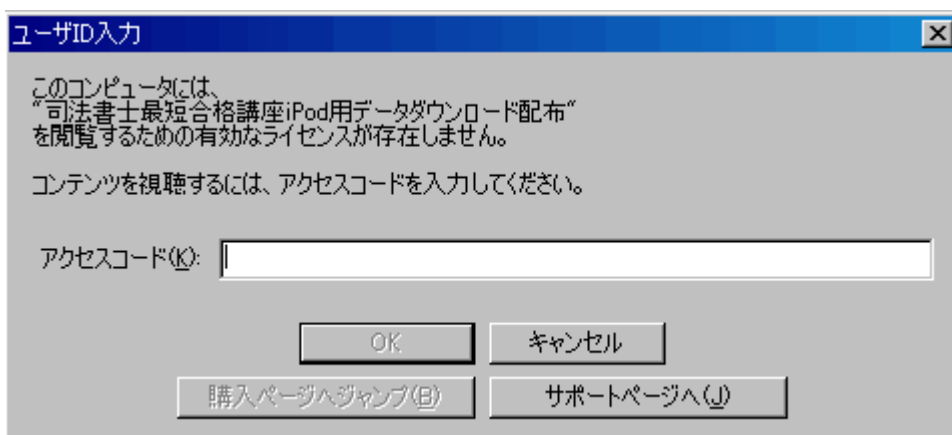 ユーザID入力
このコンピュータには、
“司法書士最短合格講座iPod用データダウンロード配布“
を閲覧するための有効なライセンスが存在しません。
コンテンツを視聴するには、アクセスコードを入力してください。
アクセスコード(K):
OK
キャンセル
購入ページへジャンプ(B)
サポートページへ(J)